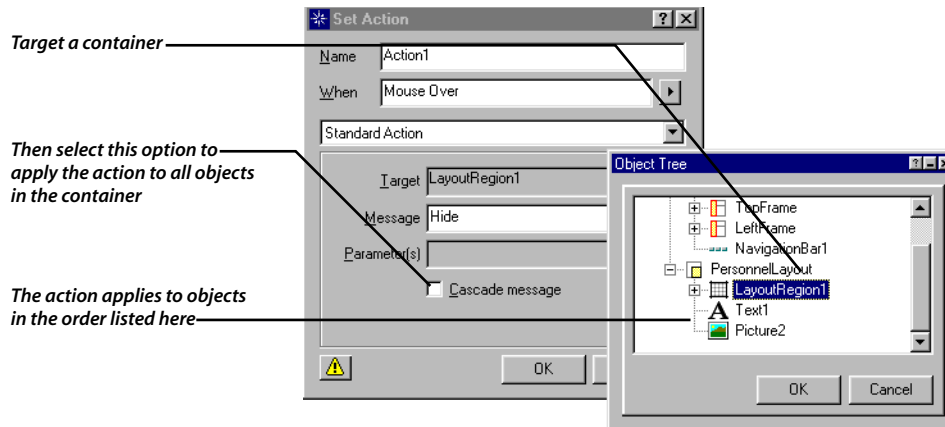 Set Action
Target a container
Name Action1
When Mouse Over
Standard Action
Then select this option to
apply the action to all objects
in the container
Target LayoutRegion1
Message Hide
Parameter(s)
Cascade message
The action applies to objects
in the order listed here
OK
Object Tree
TopFrame
LeftFrame
NavigationBar1
PersonnelLayout
LayoutRegion1
Text1
Picture2
OK Cancel